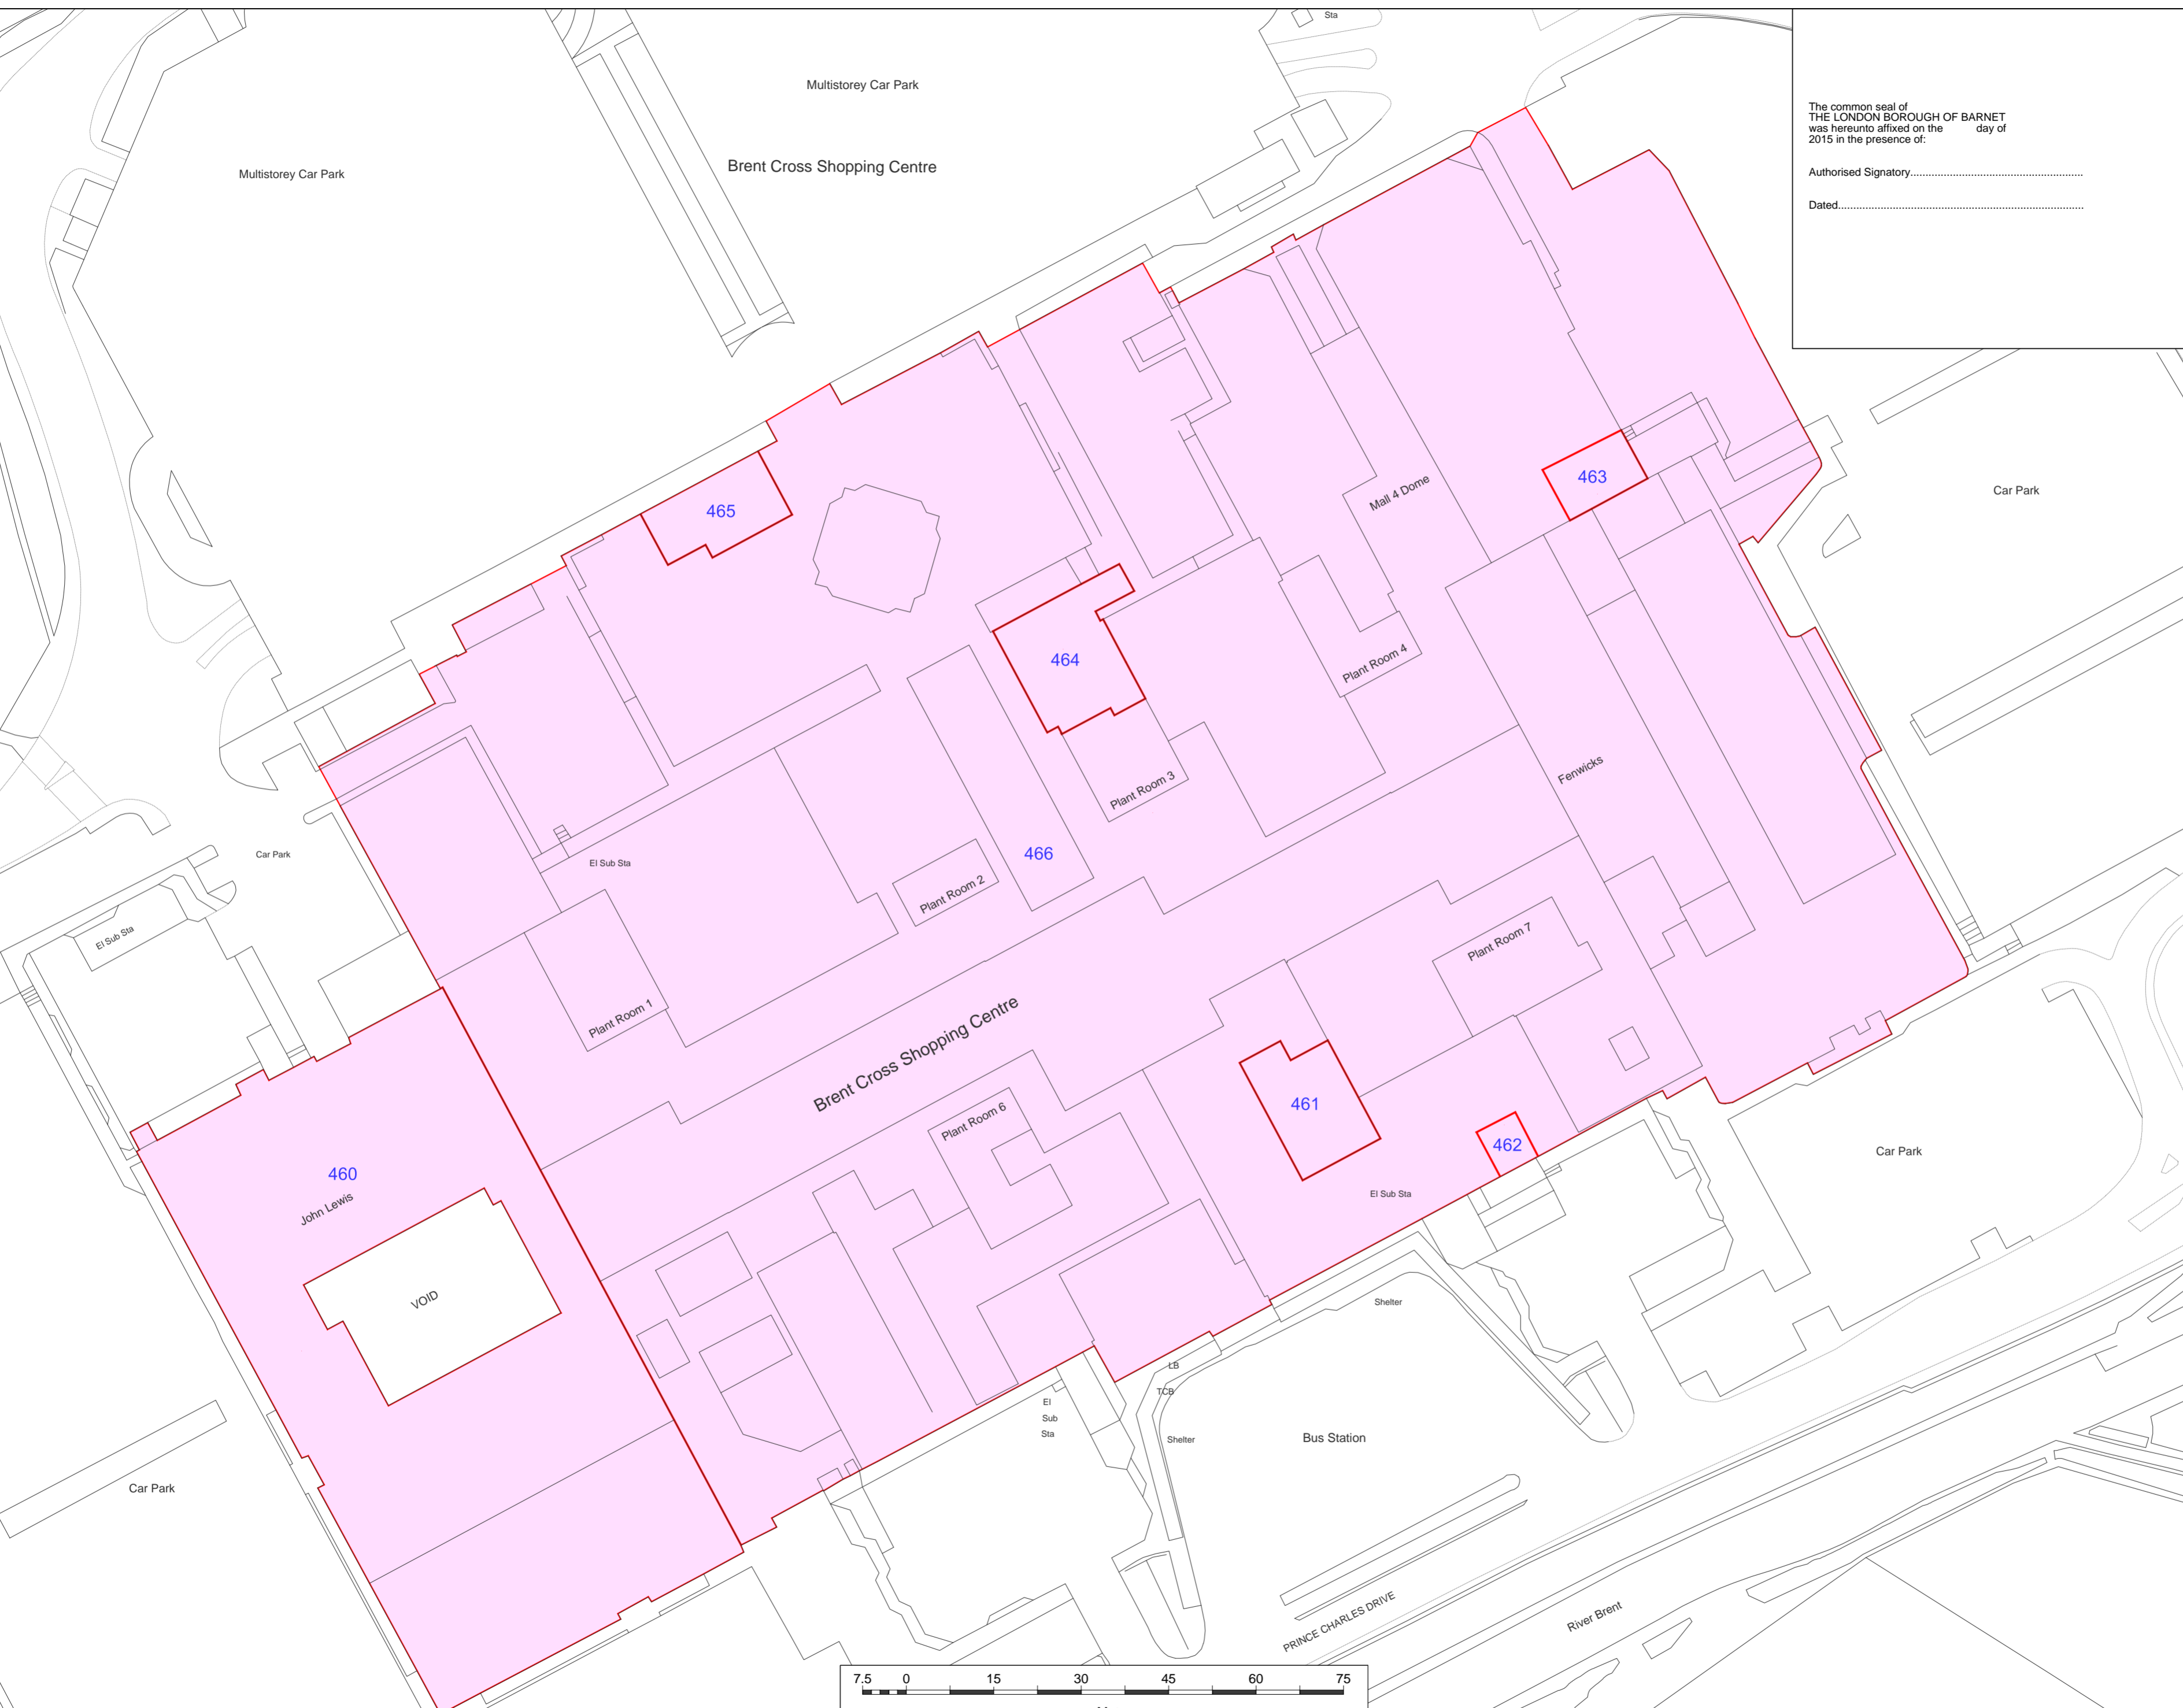 Sta
Multistorey Car Park
Multistorey Car Park
Brent Cross Shopping Centre
The common seal of
THE LONDON BOROUGH OF BARNET
was hereunto affixed on the day of
2015 in the presence of:
Authorised Signatory.........................................................
Dated.................................................................................
463
465
Mall 4 Dome
Car Park
464
Plant Room 4
Plant Room 3
Fenwicks
Car Park
El Sub Sta
466
Plant Room 2
El Sub Sta
Plant Room 7
Plant Room 1
Brent Cross Shopping Centre
461
Plant Room 6
462
Car Park
460
John Lewis
El Sub Sta
VOID
Shelter
LB
TCB
El
Sub
Sta
Shelter
Bus Station
Car Park
PRINCE CHARLES DRIVE
River Brent
7.5 0 15 30 45 60 75